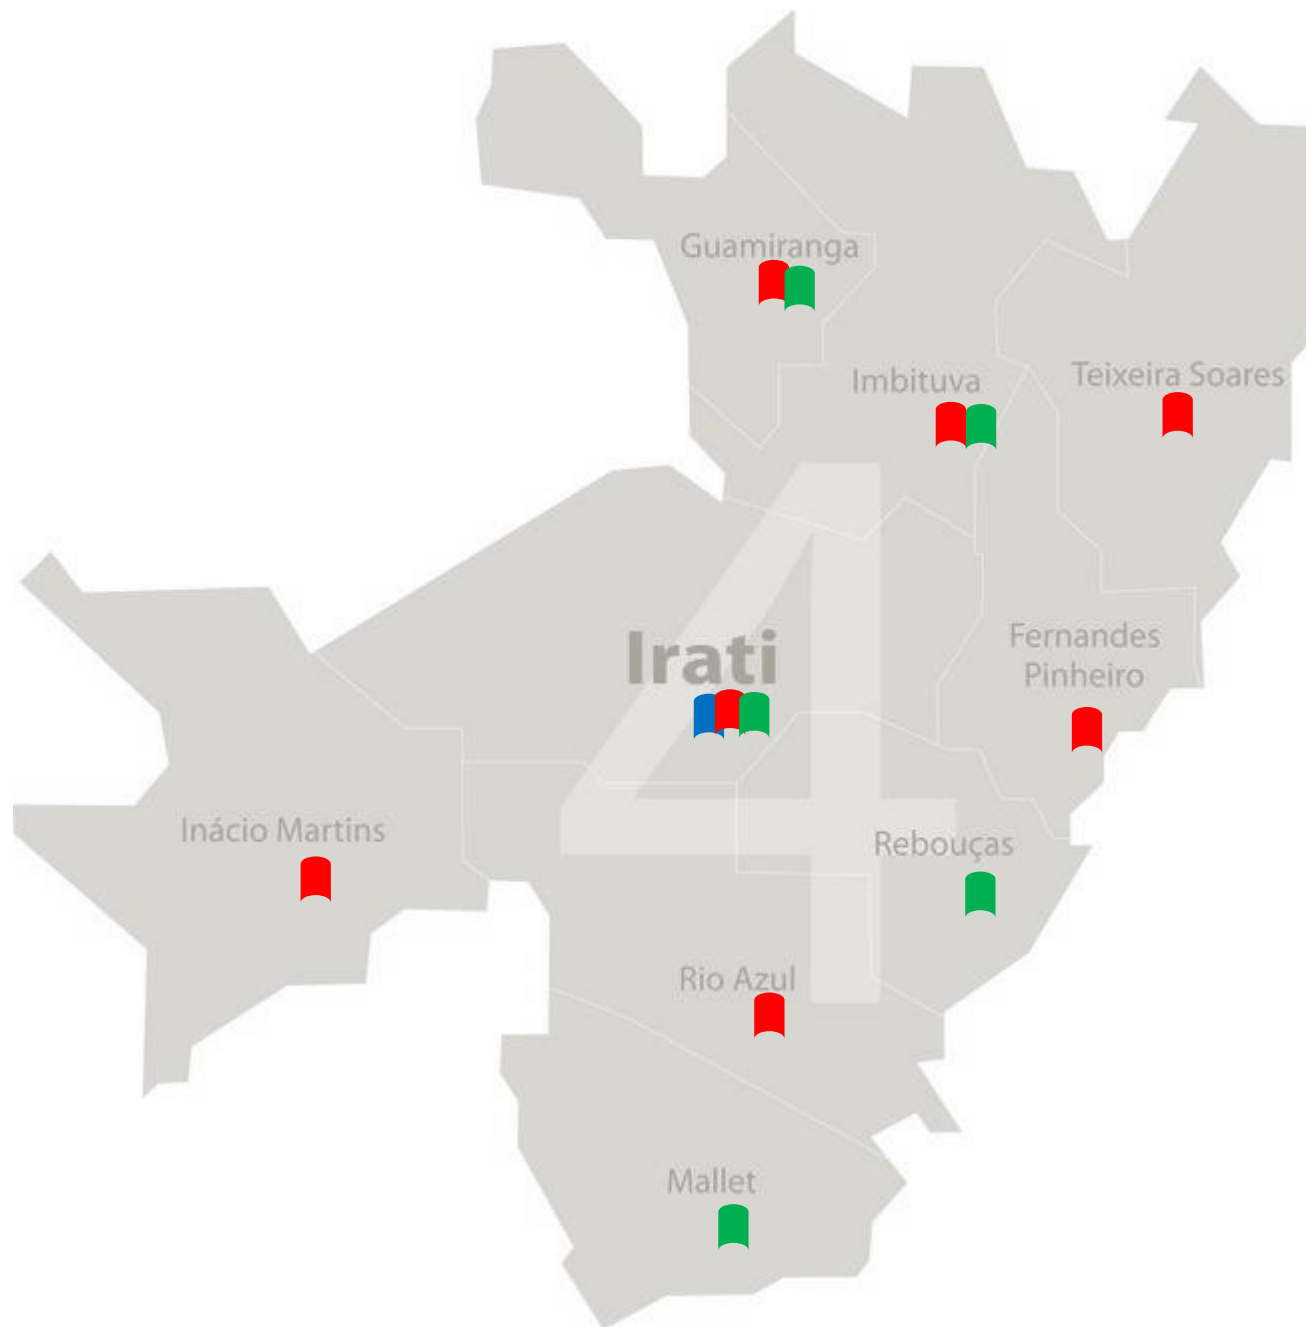 Guamiranga
Imbituva
Teixeira Soares
4
Irati
Fernandes
Pinheiro
Inácio Martins
Rebouças
Rio Azul
Mallet